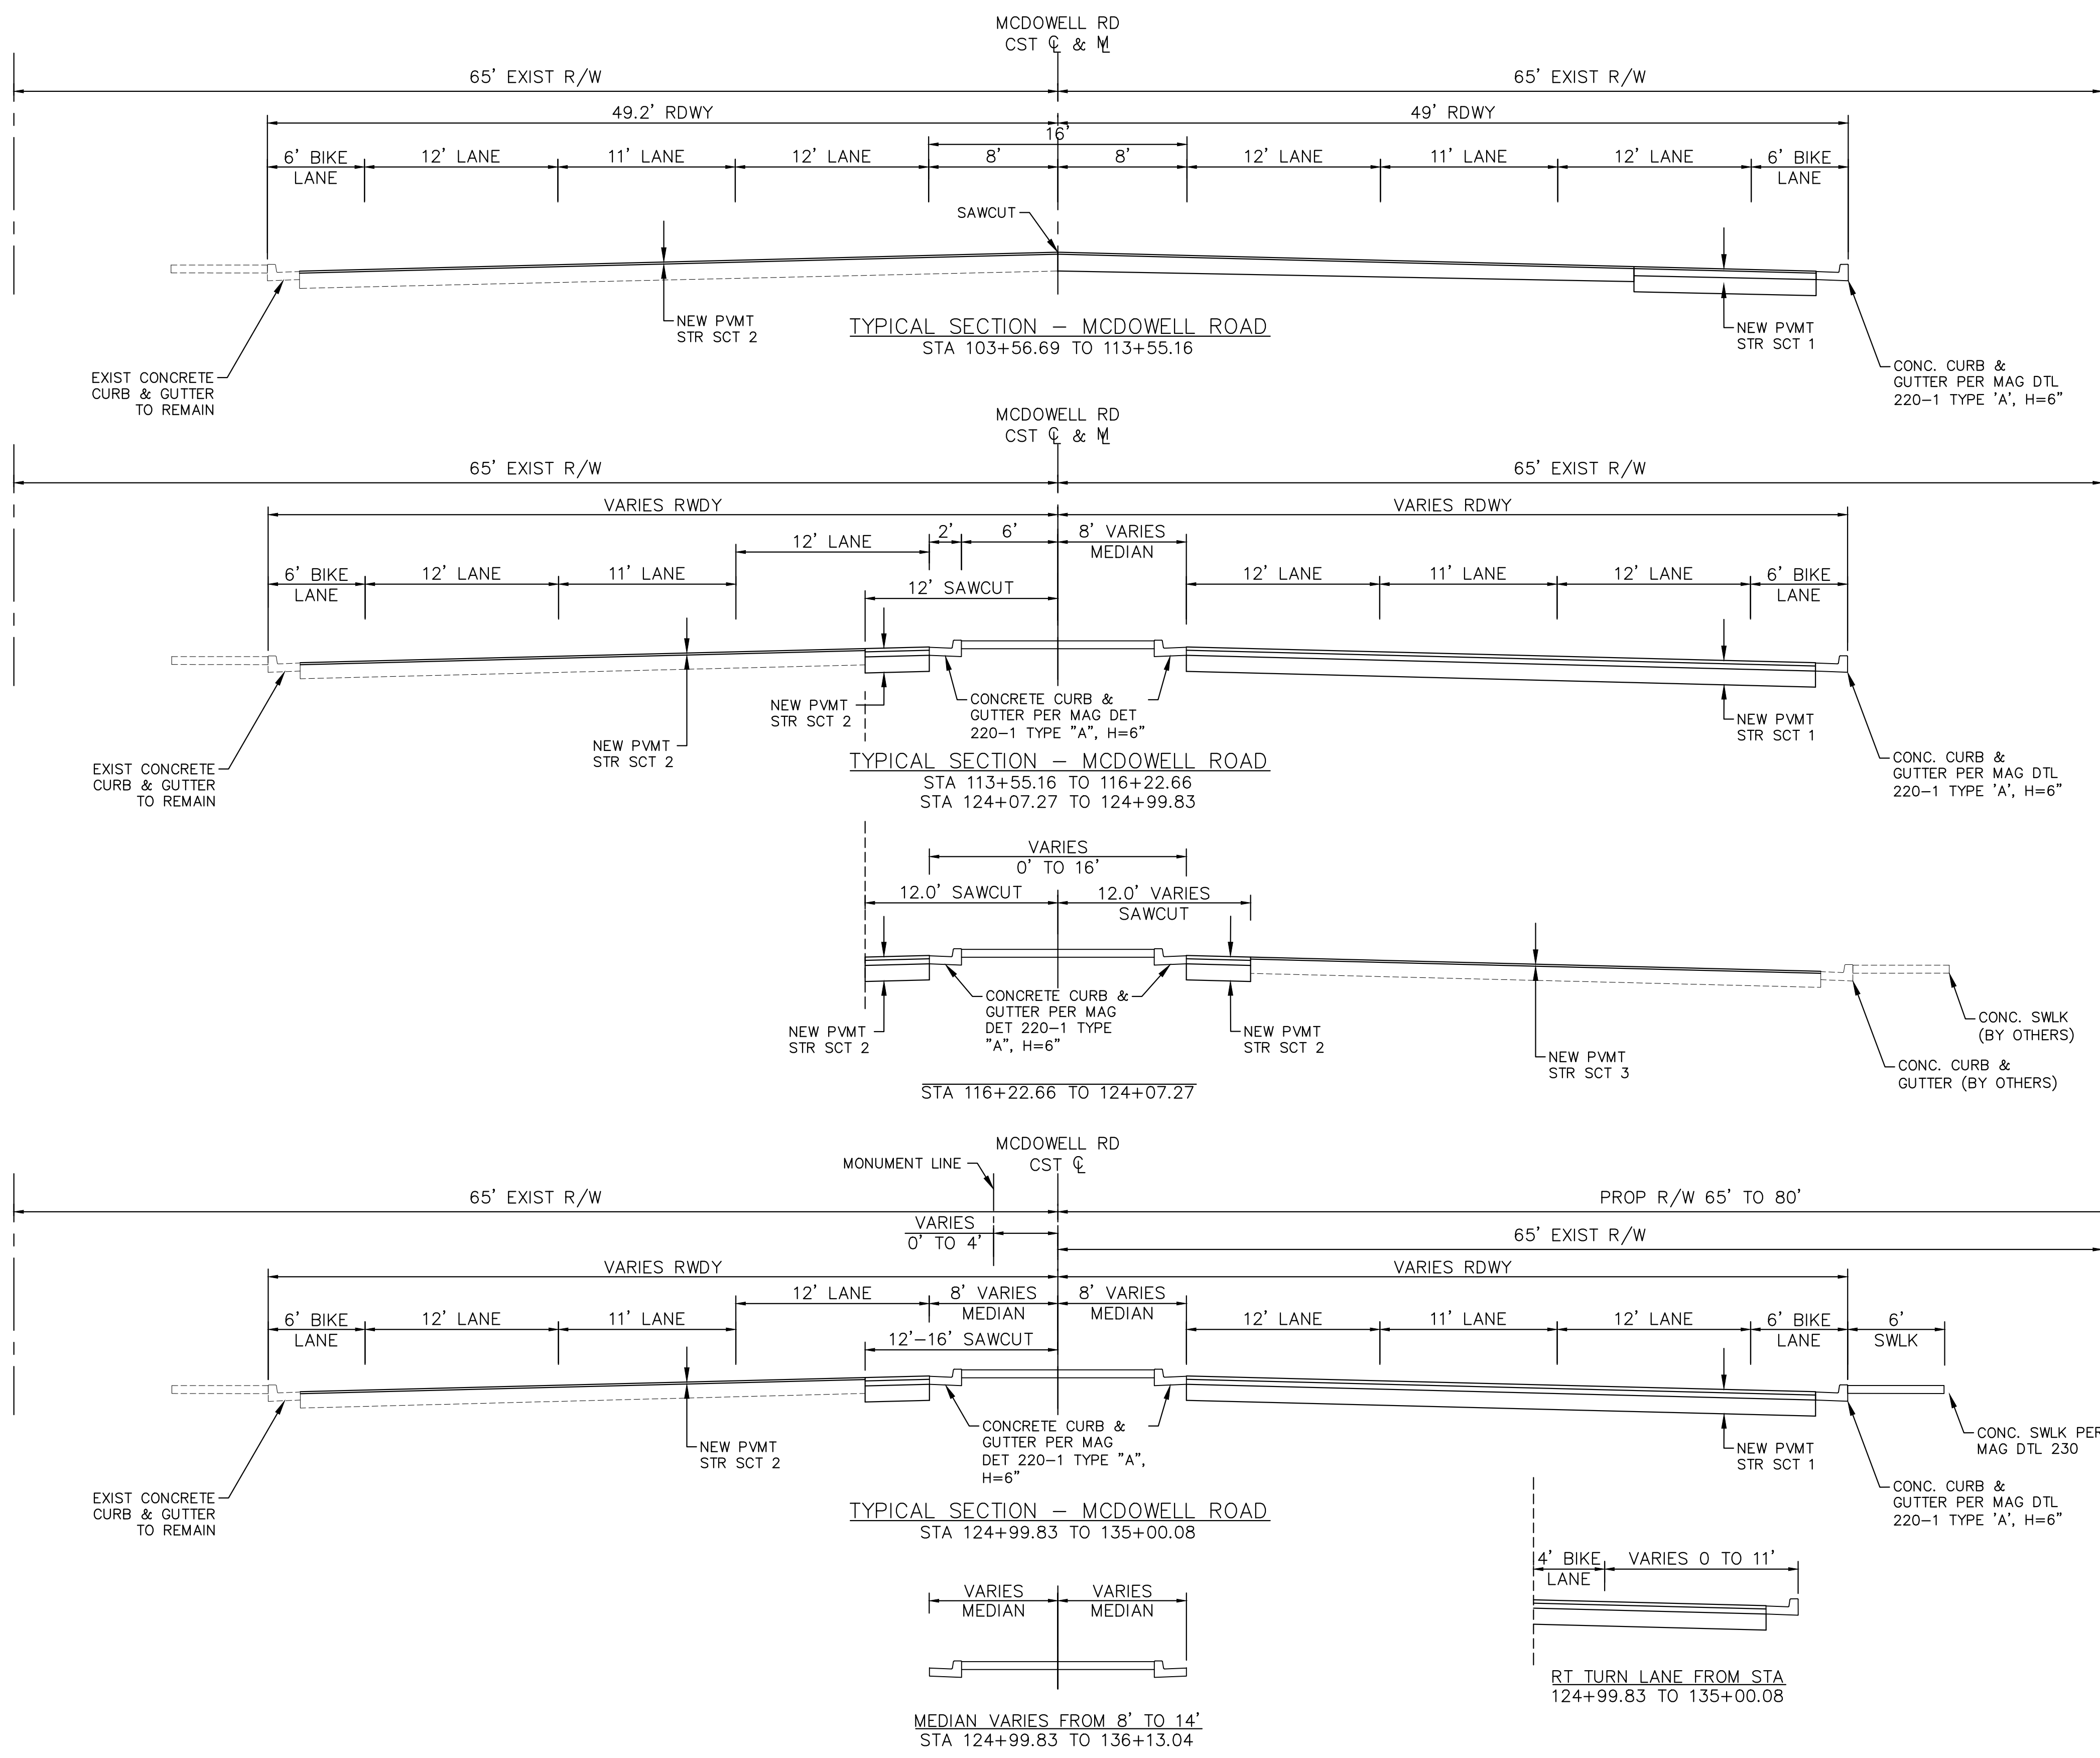 MCDOWELL RD
CST ℄ & M̲L
65' EXIST R/W
65' EXIST R/W
49.2' RDWY
49' RDWY
16'
6' BIKE
LANE
12' LANE
11' LANE
12' LANE
8'
8'
12' LANE
11' LANE
12' LANE
6' BIKE
LANE
SAWCUT
NEW PVMT
STR SCT 2
NEW PVMT
STR SCT 1
EXIST CONCRETE
CURB & GUTTER
TO REMAIN
CONC. CURB &
GUTTER PER MAG DTL
220-1 TYPE 'A', H=6"
TYPICAL SECTION - MCDOWELL ROAD
STA 103+56.69 TO 113+55.16
MCDOWELL RD
CST ℄ & M̲L
65' EXIST R/W
65' EXIST R/W
VARIES RWDY
VARIES RDWY
12' LANE
2'
6'
8' VARIES
MEDIAN
6' BIKE
LANE
12' LANE
11' LANE
12' SAWCUT
12' LANE
11' LANE
12' LANE
6' BIKE
LANE
NEW PVMT
STR SCT 2
CONCRETE CURB &
GUTTER PER MAG DET
220-1 TYPE "A", H=6"
NEW PVMT
STR SCT 2
NEW PVMT
STR SCT 1
EXIST CONCRETE
CURB & GUTTER
TO REMAIN
CONC. CURB &
GUTTER PER MAG DTL
220-1 TYPE 'A', H=6"
TYPICAL SECTION - MCDOWELL ROAD
STA 113+55.16 TO 116+22.66
STA 124+07.27 TO 124+99.83
VARIES
0' TO 16'
12.0' SAWCUT
12.0' VARIES
SAWCUT
NEW PVMT
STR SCT 2
CONCRETE CURB &
GUTTER PER MAG
DET 220-1 TYPE
"A", H=6"
NEW PVMT
STR SCT 2
NEW PVMT
STR SCT 3
CONC. SWLK
(BY OTHERS)
CONC. CURB &
GUTTER (BY OTHERS)
STA 116+22.66 TO 124+07.27
MCDOWELL RD
CST ℄
MONUMENT LINE
65' EXIST R/W
PROP R/W 65' TO 80'
VARIES
0' TO 4'
65' EXIST R/W
VARIES RWDY
VARIES RDWY
12' LANE
8' VARIES
MEDIAN
8' VARIES
MEDIAN
6' BIKE
LANE
12' LANE
11' LANE
12'-16' SAWCUT
12' LANE
11' LANE
12' LANE
6' BIKE
LANE
6'
SWLK
NEW PVMT
STR SCT 2
CONCRETE CURB &
GUTTER PER MAG
DET 220-1 TYPE "A",
H=6"
NEW PVMT
STR SCT 1
CONC. SWLK PER
MAG DTL 230
EXIST CONCRETE
CURB & GUTTER
TO REMAIN
CONC. CURB &
GUTTER PER MAG DTL
220-1 TYPE 'A', H=6"
TYPICAL SECTION - MCDOWELL ROAD
STA 124+99.83 TO 135+00.08
4' BIKE
LANE
VARIES 0 TO 11'
RT TURN LANE FROM STA
124+99.83 TO 135+00.08
VARIES
MEDIAN
VARIES
MEDIAN
MEDIAN VARIES FROM 8' TO 14'
STA 124+99.83 TO 136+13.04